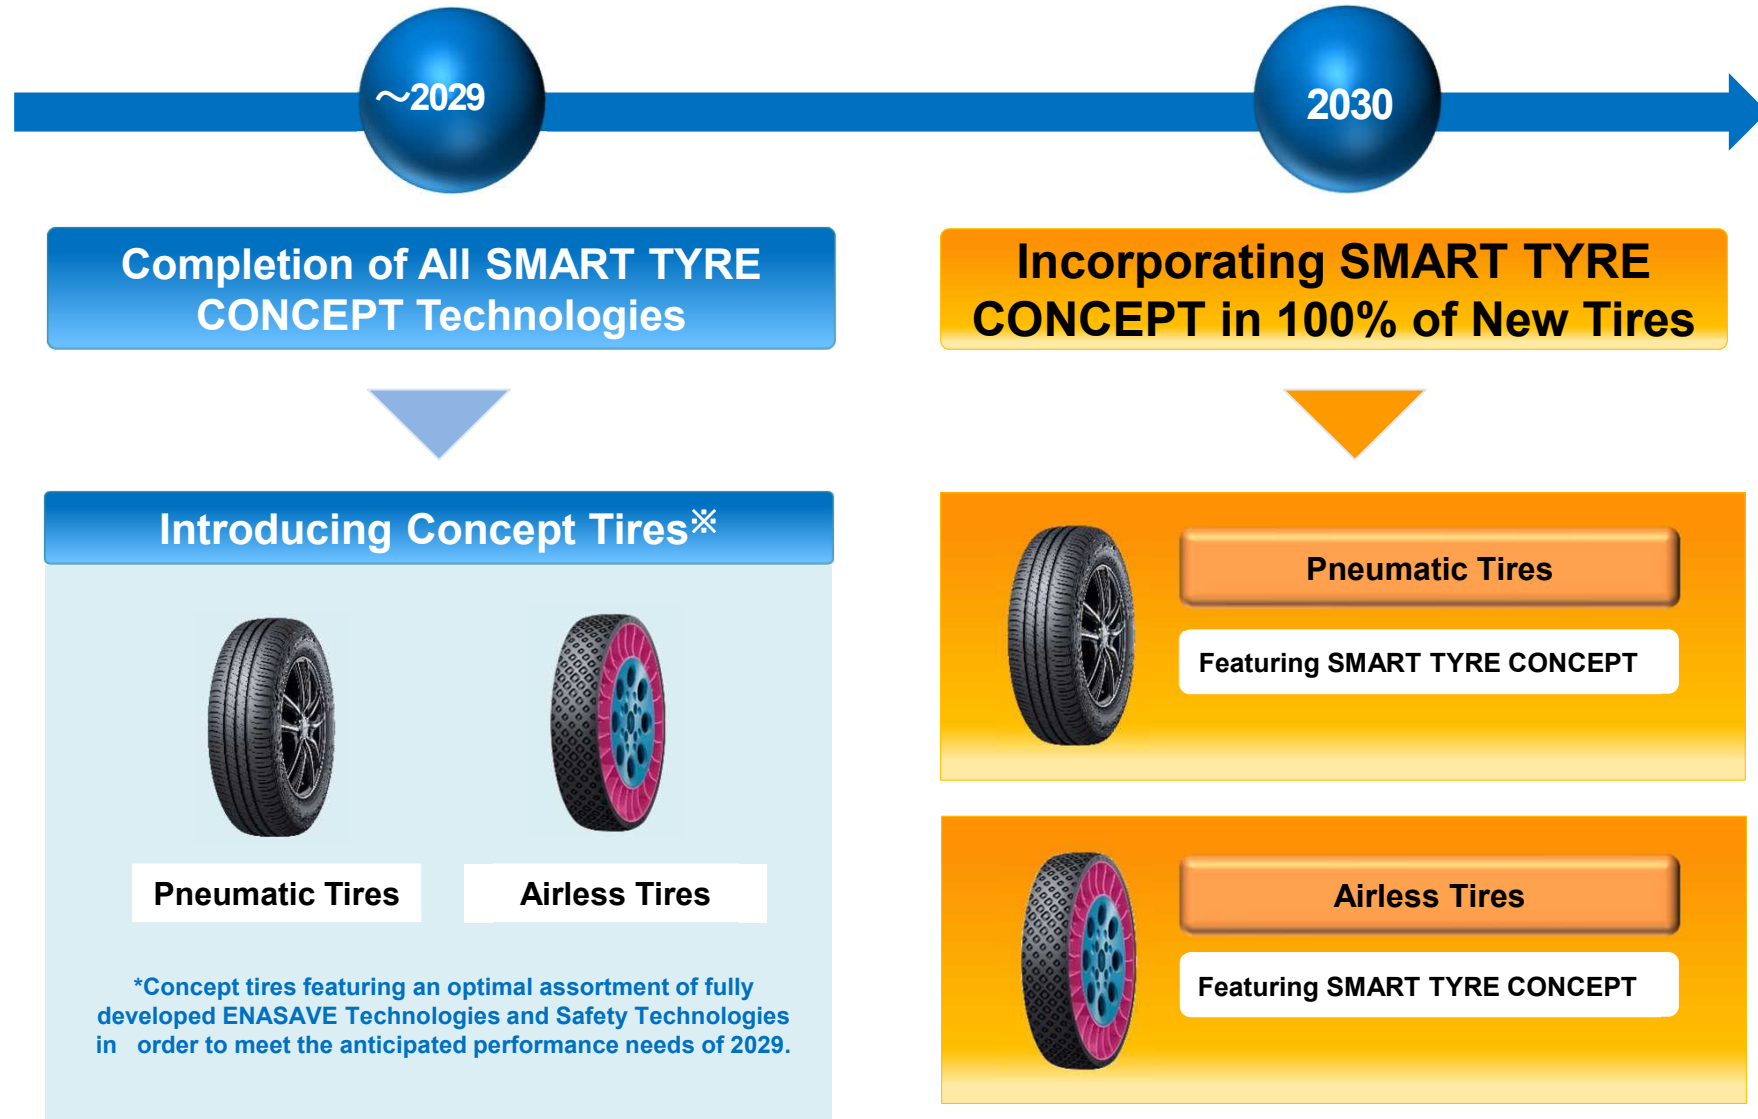 ～2029
2030
Completion of All SMART TYRE
CONCEPT Technologies
Incorporating SMART TYRE
CONCEPT in 100% of New Tires
Introducing Concept Tires※
Pneumatic Tires
Airless Tires
*Concept tires featuring an optimal assortment of fully
developed ENASAVE Technologies and Safety Technologies
in order to meet the anticipated performance needs of 2029.
Pneumatic Tires
Featuring SMART TYRE CONCEPT
Airless Tires
Featuring SMART TYRE CONCEPT